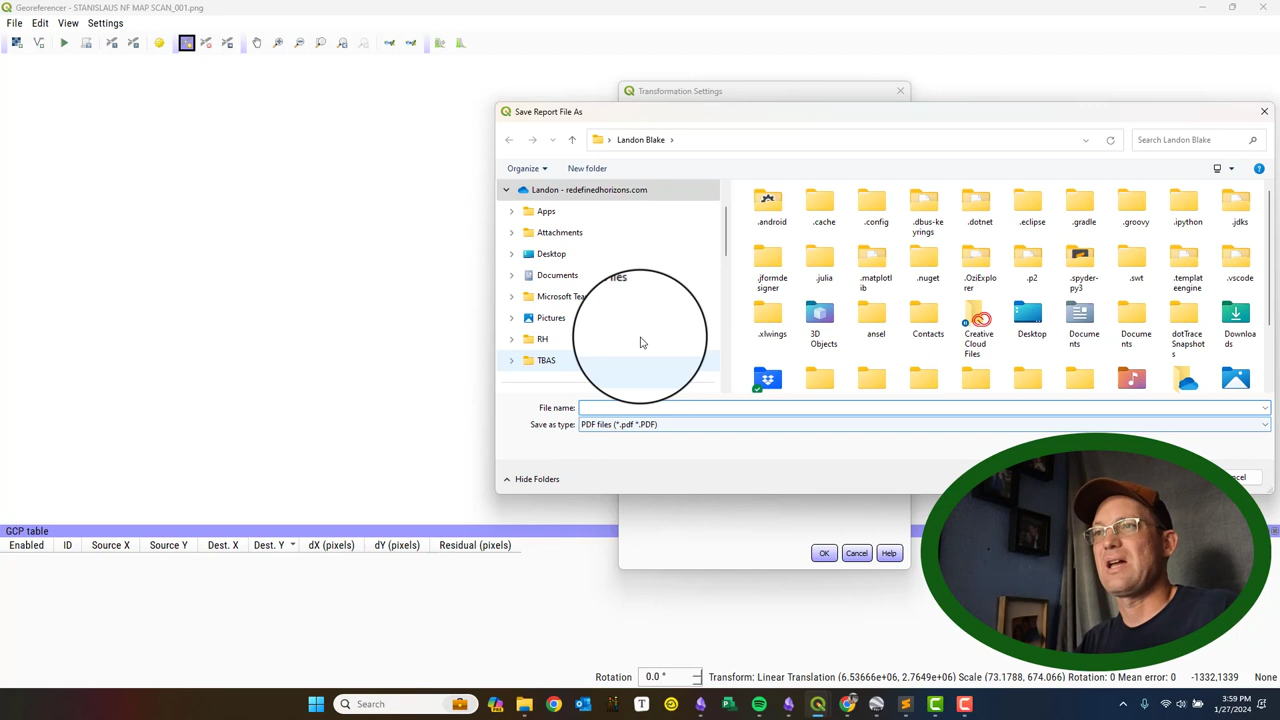 Georeferencer - STANISLAUS NF MAP SCAN_001.png
File Edit View Settings
Transformation Settings
Save Report File As
Landon Blake
Search Landon Blake
Organize
New folder
Landon - redefinedhorizons.com
Apps
Attachments
Desktop
Documents
Microsoft Tea
Pictures
RH
TBAS
.android .cache .config .dbus-keyrings .dotnet .eclipse .gradle .groovy .ipython .jdks
.jformdesigner .julia .matplotlib .nuget .OziExplorer .p2 .spyder-py3 .swt .templateengine .vscode
.xlwings 3D Objects ansel Contacts Creative Cloud Files Desktop Documents Documents dotTraceSnapshots Downloads
File name:
Save as type: PDF files (*.pdf *.PDF)
Hide Folders
ncel
GCP table
Enabled ID Source X Source Y Dest. X Dest. Y dX (pixels) dY (pixels) Residual (pixels)
OK Cancel Help
Rotation 0.0 ° Transform: Linear Translation (6.53666e+06, 2.7649e+06) Scale (73.1788, 674.066) Rotation: 0 Mean error: 0 -1332,1339 None
Search
3:59 PM
1/27/2024